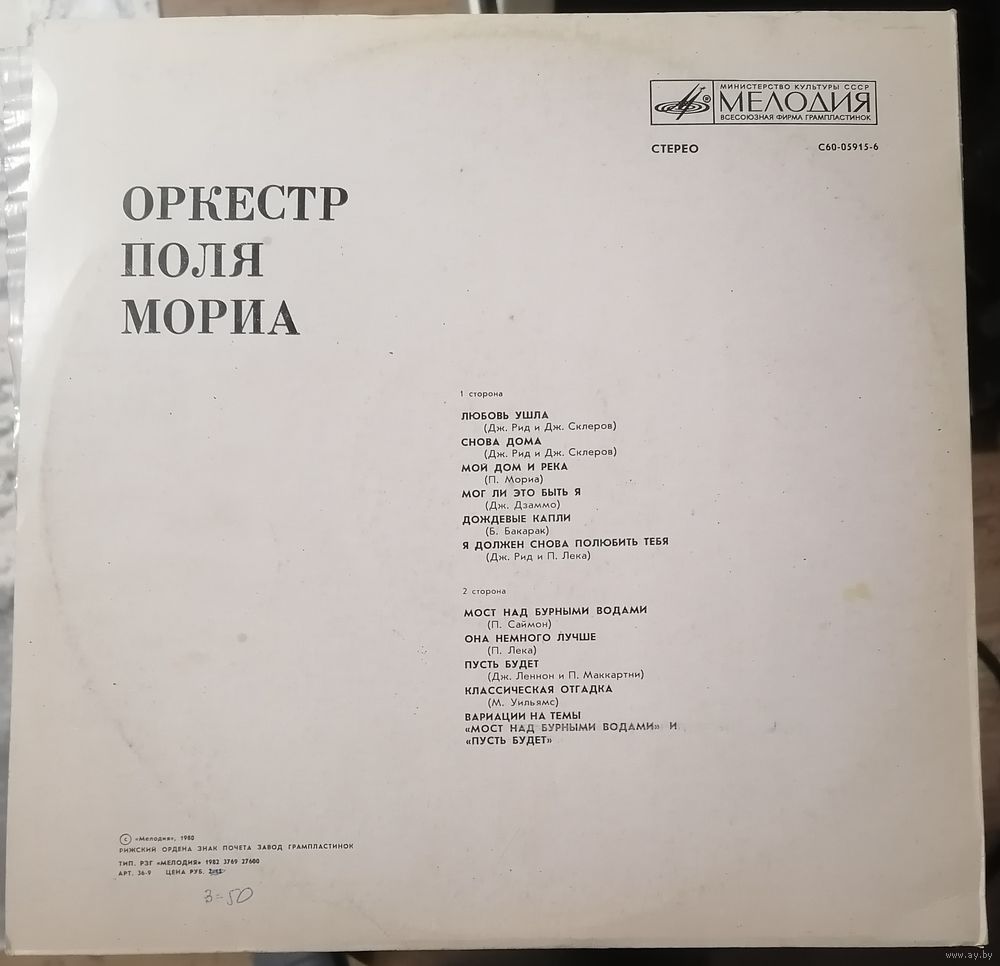 МИНИСТЕРСТВО КУЛЬТУРЫ СССР
МЕЛОДИЯ
ВСЕСОЮЗНАЯ ФИРМА ГРАМПЛАСТИНОК
СТЕРЕО С60-05915-6
ОРКЕСТР
ПОЛЯ
МОРИА
1 сторона
ЛЮБОВЬ УШЛА
(Дж. Рид и Дж. Склеров)
СНОВА ДОМА
(Дж. Рид и Дж. Склеров)
МОЙ ДОМ И РЕКА
(П. Мориа)
МОГ ЛИ ЭТО БЫТЬ Я
(Дж. Дзаммо)
ДОЖДЕВЫЕ КАПЛИ
(Б. Бакарак)
Я ДОЛЖЕН СНОВА ПОЛЮБИТЬ ТЕБЯ
(Дж. Рид и П. Лека)
2 сторона
МОСТ НАД БУРНЫМИ ВОДАМИ
(П. Саймон)
ОНА НЕМНОГО ЛУЧШЕ
(П. Лека)
ПУСТЬ БУДЕТ
(Дж. Леннон и П. Маккартни)
КЛАССИЧЕСКАЯ ОТГАДКА
(М. Уильямс)
ВАРИАЦИИ НА ТЕМЫ
«МОСТ НАД БУРНЫМИ ВОДАМИ» И
«ПУСТЬ БУДЕТ»
© «Мелодия», 1980
РИЖСКИЙ ОРДЕНА ЗНАК ПОЧЕТА ЗАВОД ГРАМПЛАСТИНОК
ТИП. РЗГ «МЕЛОДИЯ» 1982 3769 27600
АРТ. 36-9 ЦЕНА РУБ.
3=50
www.ay.by